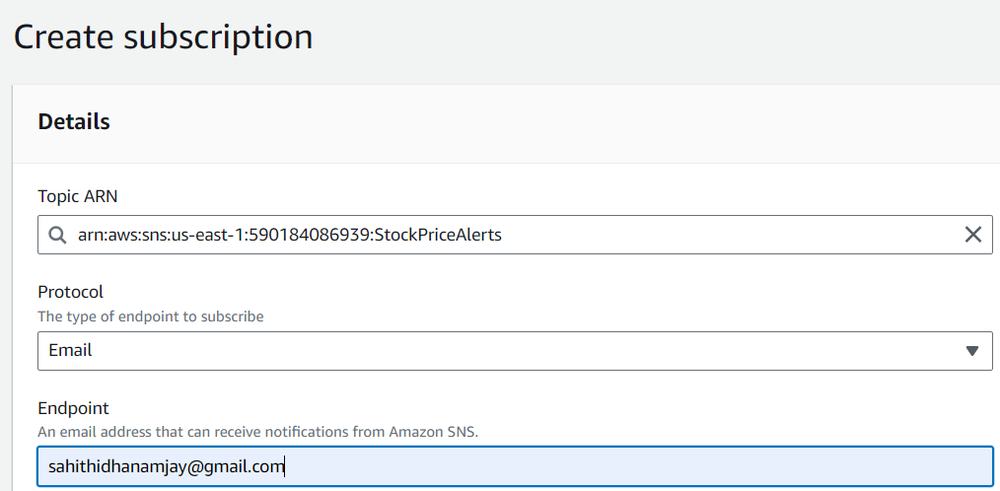 Create subscription
Details
Topic ARN
arn:aws:sns:us-east-1:590184086939:StockPriceAlerts
Protocol
The type of endpoint to subscribe
Email
Endpoint
An email address that can receive notifications from Amazon SNS.
sahithidhanamjay@gmail.com